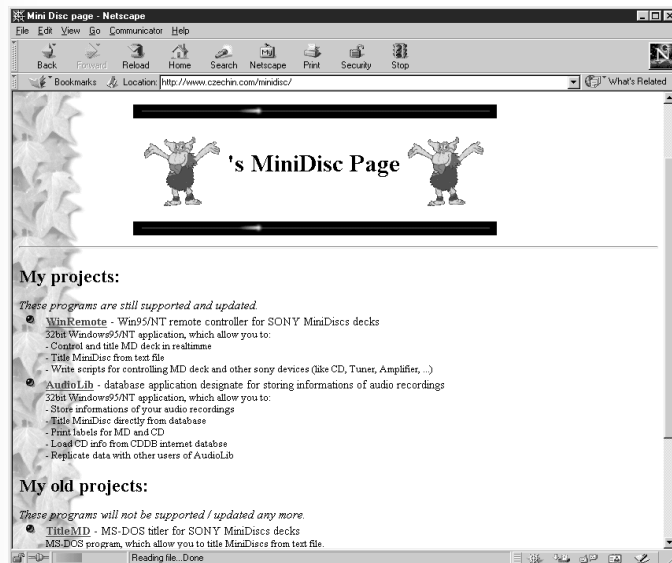 Mini Disc page - Netscape
File Edit View Go Communicator Help
Back Forward Reload Home Search Netscape Print Security Stop
N
Bookmarks Location: http://www.czechin.com/minidisc/ What's Related
's MiniDisc Page
My projects:
These programs are still supported and updated.
WinRemote - Win95/NT remote controller for SONY MiniDiscs decks
32bit Windows95/NT application, which allow you to:
- Control and title MD deck in realtimme
- Title MiniDisc from text file
- Write scripts for controlling MD deck and other sony devices (like CD, Tuner, Amplifier, ...)
AudioLib - database application designate for storing informations of audio recordings
32bit Windows95/NT application, which allow you to:
- Store informations of your audio recordings
- Title MiniDisc directly from database
- Print labels for MD and CD
- Load CD info from CDDB internet databse
- Replicate data with other users of AudioLib
My old projects:
These programs will not be supported / updated any more.
TitleMD - MS-DOS titler for SONY MiniDiscs decks
MS-DOS program, which allow you to title MiniDiscs from text file.
Reading file...Done